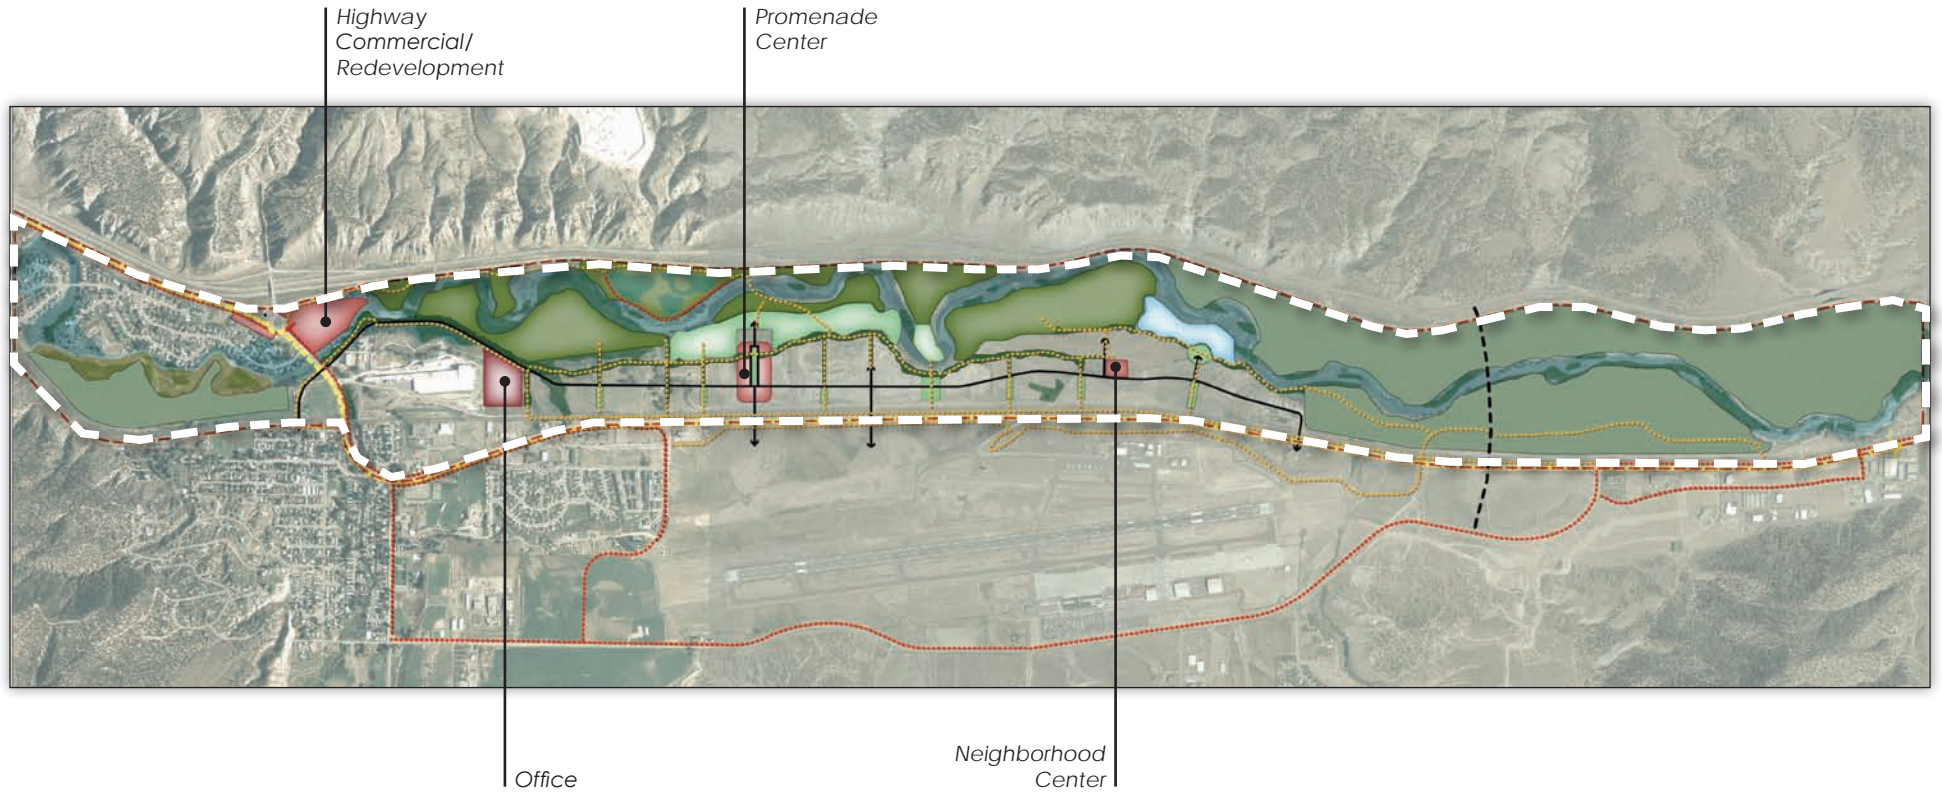 Highway
Commercial/
Redevelopment
Promenade
Center
Office
Neighborhood
Center